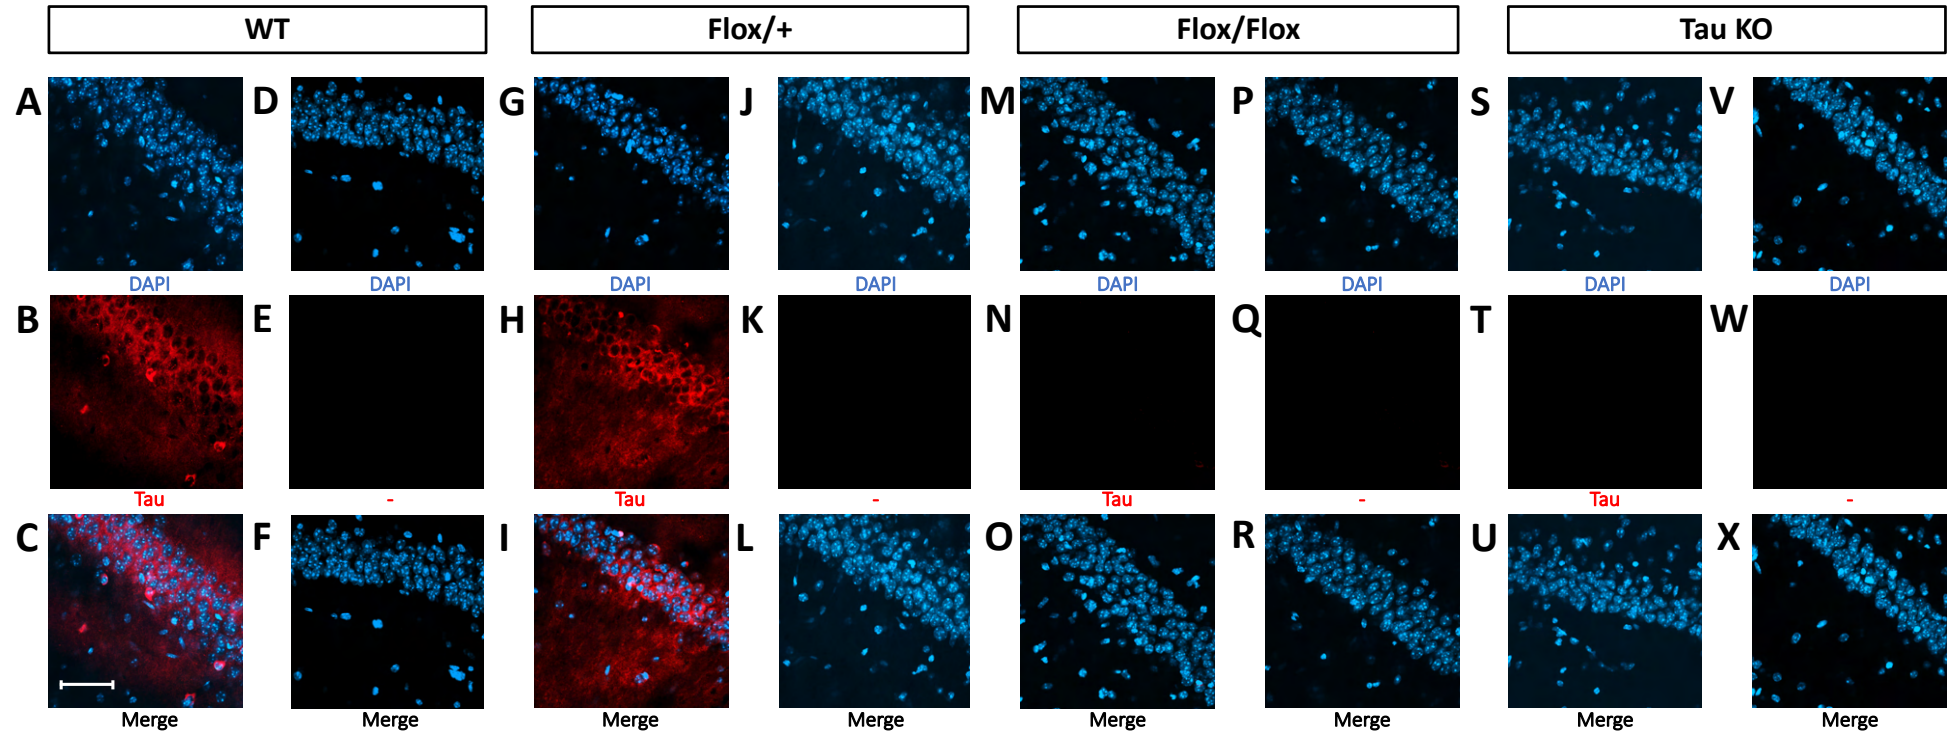 WT Flox/+ Flox/Flox Tau KO
A D G J M P S V
DAPI DAPI DAPI DAPI DAPI DAPI DAPI DAPI
B E H K N Q T W
Tau - Tau - Tau - Tau -
C F I L O R U X
Merge Merge Merge Merge Merge Merge Merge Merge